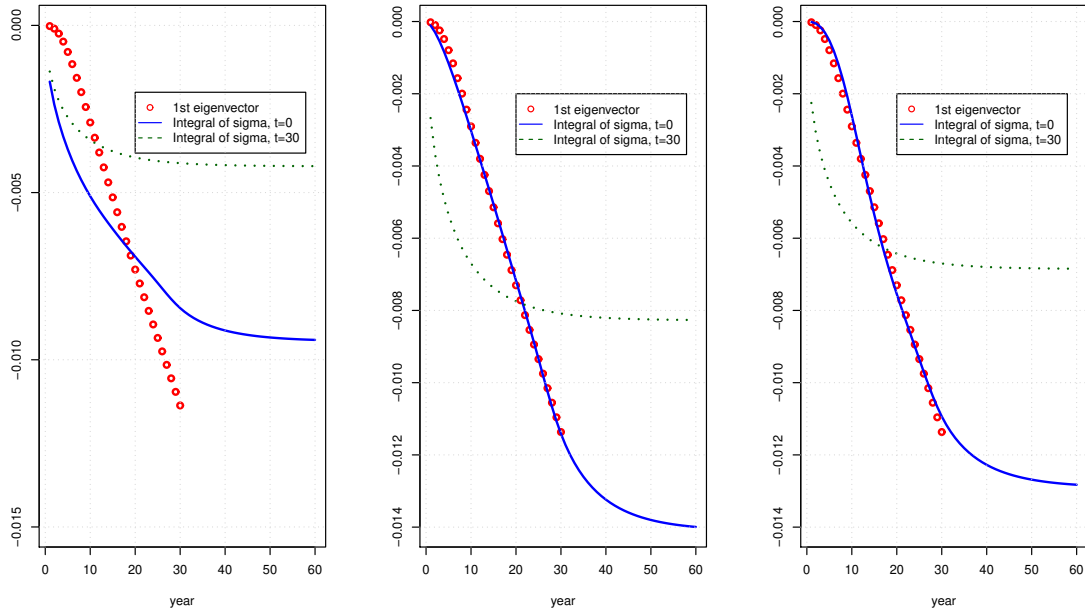 0.000
−0.005
−0.010
−0.015
1st eigenvector
Integral of sigma, t=0
Integral of sigma, t=30
0 10 20 30 40 50 60
year
0.000
−0.002
−0.004
−0.006
−0.008
−0.010
−0.012
−0.014
1st eigenvector
Integral of sigma, t=0
Integral of sigma, t=30
0 10 20 30 40 50 60
year
0.000
−0.002
−0.004
−0.006
−0.008
−0.010
−0.012
−0.014
1st eigenvector
Integral of sigma, t=0
Integral of sigma, t=30
0 10 20 30 40 50 60
year